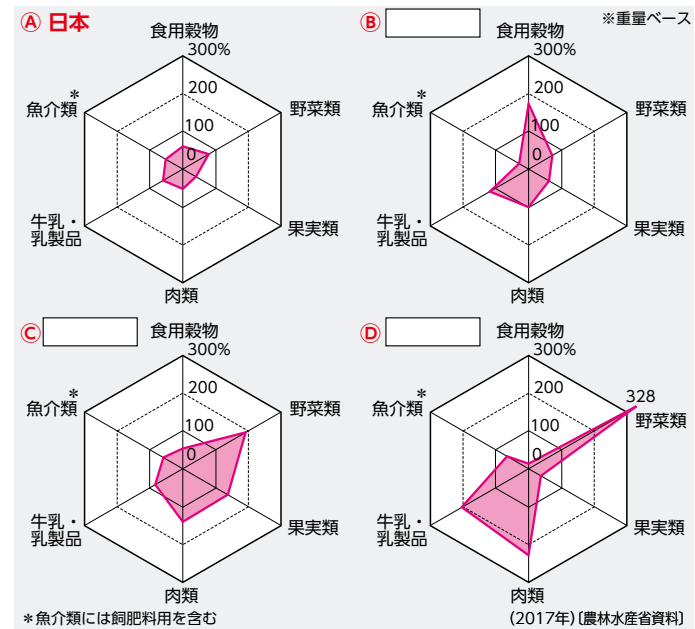 Ⓐ 日本
食用穀物
300%
200
100
0
野菜類
果実類
肉類
牛乳・
乳製品
魚介類*
Ⓑ
※重量ベース
食用穀物
300%
200
100
0
野菜類
果実類
肉類
牛乳・
乳製品
魚介類*
Ⓒ
食用穀物
300%
200
100
0
野菜類
果実類
肉類
牛乳・
乳製品
魚介類*
Ⓓ
食用穀物
300%
200
100
0
328
野菜類
果実類
肉類
牛乳・
乳製品
魚介類*
*魚介類には飼肥料用を含む
(2017年)〔農林水産省資料〕